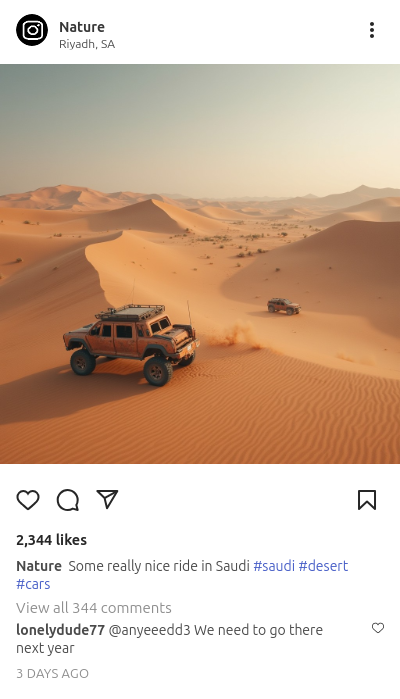 Nature
Riyadh, SA
2,344 likes
Nature Some really nice ride in Saudi #saudi #desert
#cars
View all 344 comments
lonelydude77 @anyeeedd3 We need to go there
next year
3 DAYS AGO